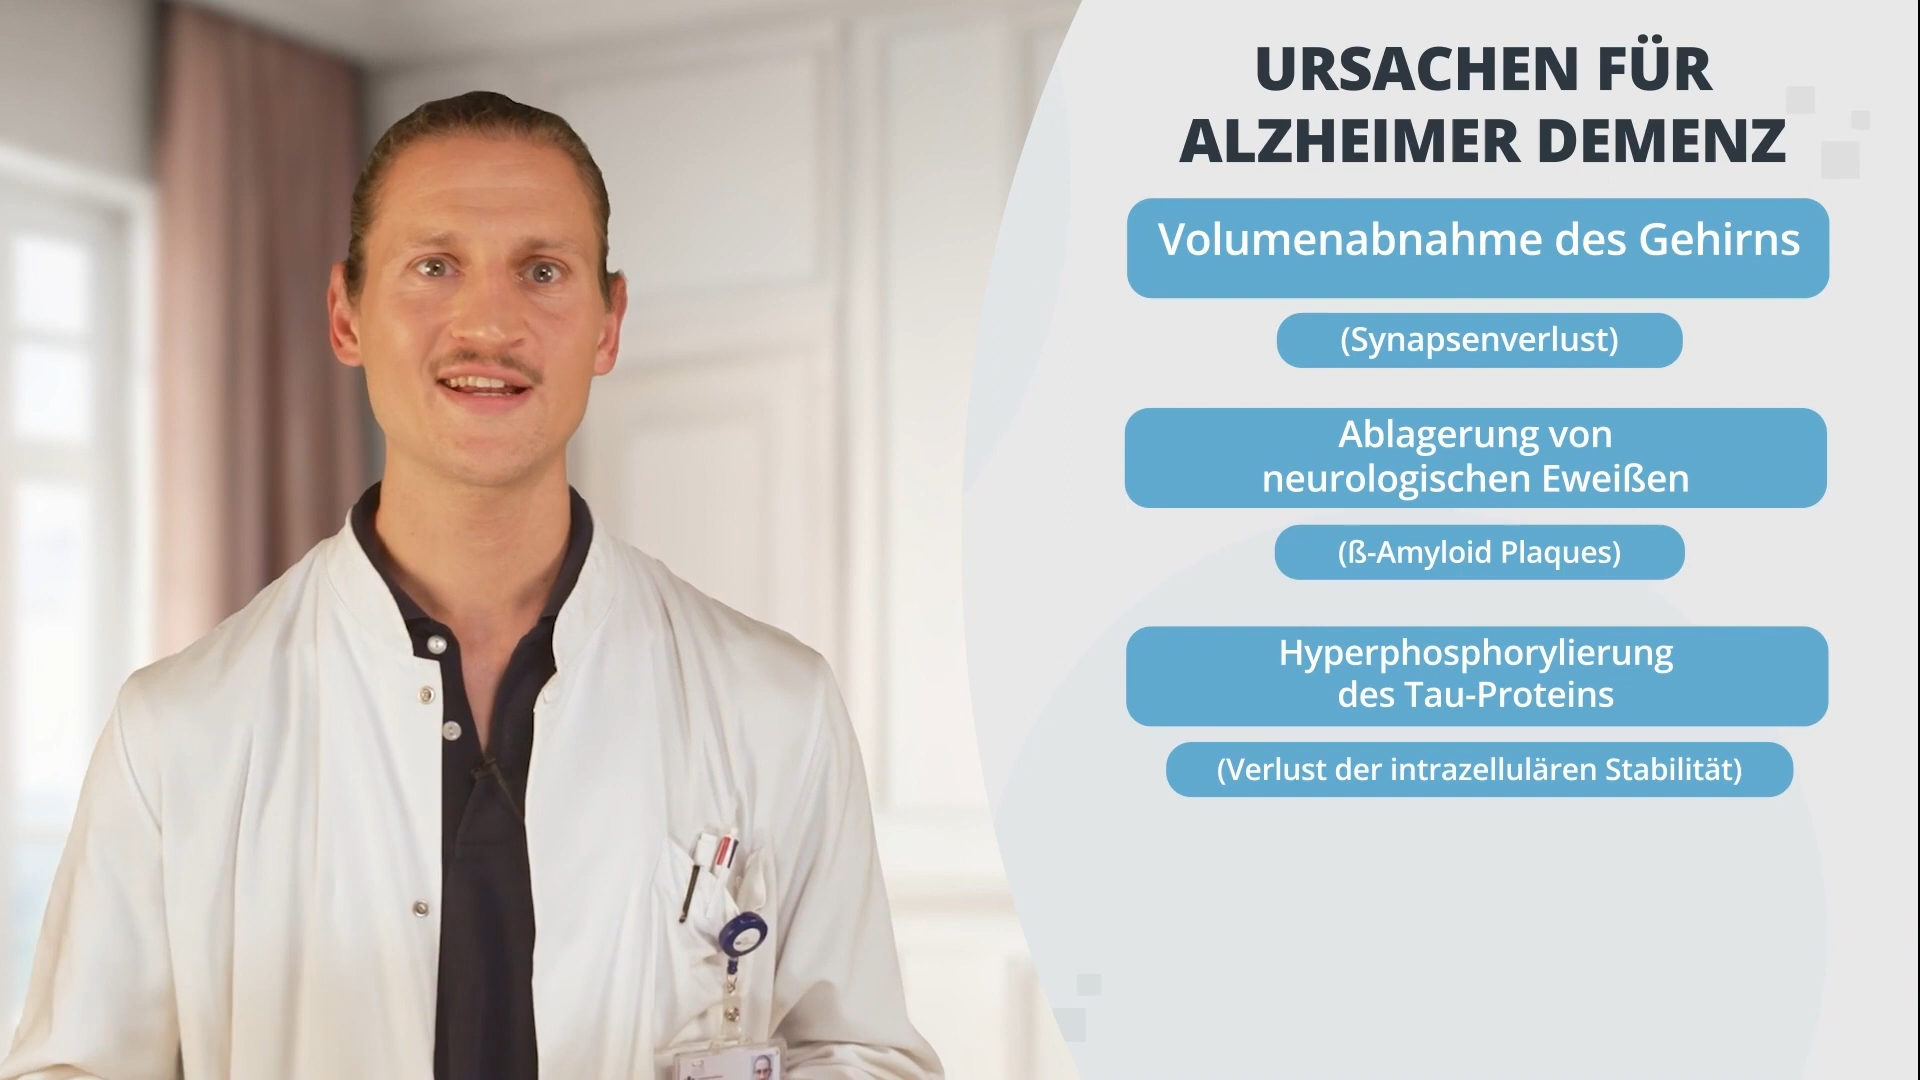 URSACHEN FÜR
ALZHEIMER DEMENZ
Volumenabnahme des Gehirns
(Synapsenverlust)
Ablagerung von
neurologischen Eweißen
(ß-Amyloid Plaques)
Hyperphosphorylierung
des Tau-Proteins
(Verlust der intrazellulären Stabilität)